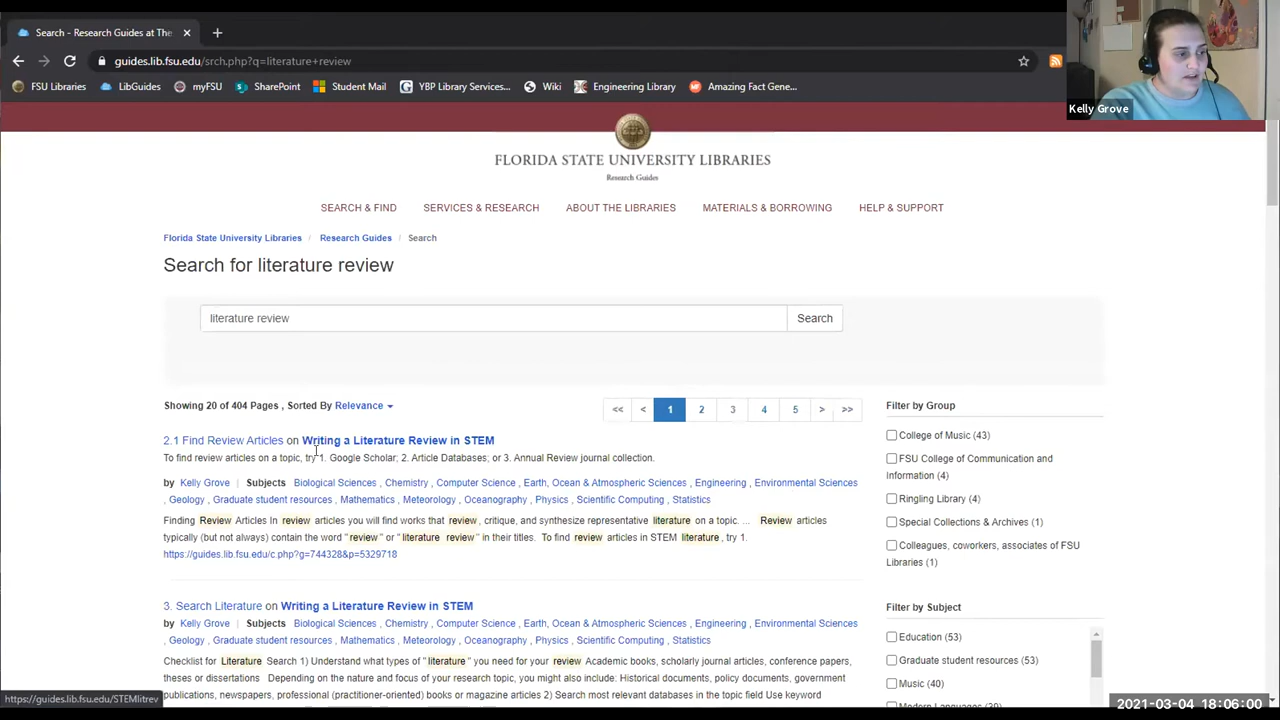 Search - Research Guides at The
guides.lib.fsu.edu/srch.php?q=literature+review
FSU Libraries LibGuides myFSU SharePoint Student Mail YBP Library Services... Wiki Engineering Library Amazing Fact Gene...
Kelly Grove
FLORIDA STATE UNIVERSITY LIBRARIES
Research Guides
SEARCH & FIND SERVICES & RESEARCH ABOUT THE LIBRARIES MATERIALS & BORROWING HELP & SUPPORT
Florida State University Libraries / Research Guides / Search
Search for literature review
literature review Search
Showing 20 of 404 Pages , Sorted By Relevance
<< < 1 2 3 4 5 > >>
2.1 Find Review Articles on Writing a Literature Review in STEM
To find review articles on a topic, try 1. Google Scholar; 2. Article Databases; or 3. Annual Review journal collection.
by Kelly Grove | Subjects Biological Sciences , Chemistry , Computer Science , Earth, Ocean & Atmospheric Sciences , Engineering , Environmental Sciences
, Geology , Graduate student resources , Mathematics , Meteorology , Oceanography , Physics , Scientific Computing , Statistics
Finding Review Articles In review articles you will find works that review , critique, and synthesize representative literature on a topic. ... Review articles
typically (but not always) contain the word "review" or "literature review" in their titles. To find review articles in STEM literature, try 1.
https://guides.lib.fsu.edu/c.php?g=744328&p=5329718
3. Search Literature on Writing a Literature Review in STEM
by Kelly Grove | Subjects Biological Sciences , Chemistry , Computer Science , Earth, Ocean & Atmospheric Sciences , Engineering , Environmental Sciences
, Geology , Graduate student resources , Mathematics , Meteorology , Oceanography , Physics , Scientific Computing , Statistics
Checklist for Literature Search 1) Understand what types of "literature" you need for your review Academic books, scholarly journal articles, conference papers,
theses or dissertations Depending on the nature and focus of your research topic, you might also include: Historical documents, policy documents, government
publications, newspapers, professional (practitioner-oriented) books or magazine articles 2) Search most relevant databases in the topic field Use keyword
Filter by Group
College of Music (43)
FSU College of Communication and
Information (4)
Ringling Library (4)
Special Collections & Archives (1)
Colleagues, coworkers, associates of FSU
Libraries (1)
Filter by Subject
Education (53)
Graduate student resources (53)
Music (40)
Modern Languages (39)
https://guides.lib.fsu.edu/STEMlitrev
2021-03-04 18:06:00